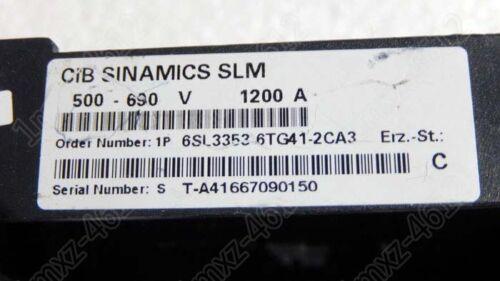 CIB SINAMICS SLM
500 - 690 V 1200 A
Order Number: 1P 6SL3353-6TG41-2CA3 Erz.-St.:
C
Serial Number: S T-A41667090150